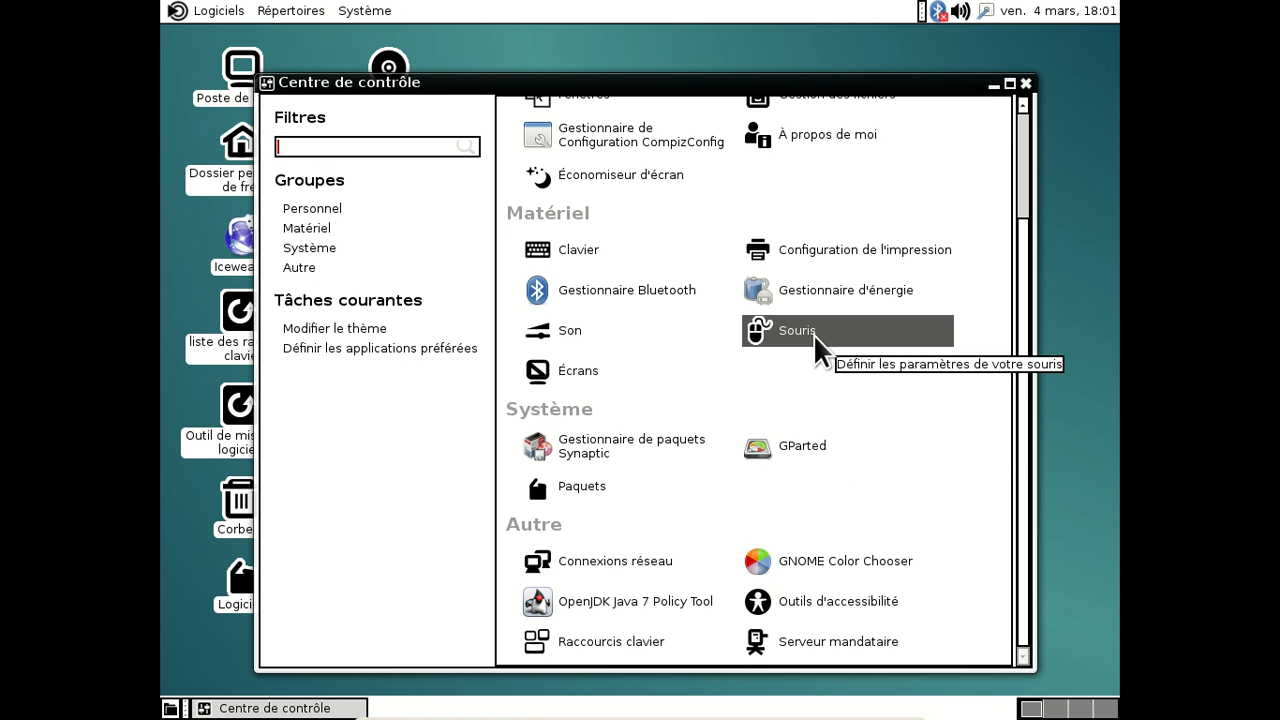 Logiciels Répertoires Système
ven. 4 mars, 18:01
Centre de contrôle
Poste de
Dossier pe
de fre
Icewea
liste des ra
clavie
Outil de mis
logicie
Corbe
Logici
Filtres
Groupes
Personnel
Matériel
Système
Autre
Tâches courantes
Modifier le thème
Définir les applications préférées
Fenêtres
Gestion des fichiers
Gestionnaire de
Configuration CompizConfig
À propos de moi
Économiseur d'écran
Matériel
Clavier
Configuration de l'impression
Gestionnaire Bluetooth
Gestionnaire d'énergie
Son
Souris
Définir les paramètres de votre souris
Écrans
Système
Gestionnaire de paquets
Synaptic
GParted
Paquets
Autre
Connexions réseau
GNOME Color Chooser
OpenJDK Java 7 Policy Tool
Outils d'accessibilité
Raccourcis clavier
Serveur mandataire
Centre de contrôle